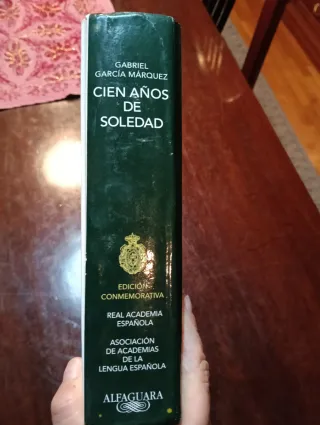 GABRIEL
GARCÍA MÁRQUEZ
CIEN AÑOS
DE
SOLEDAD
EDICIÓN
CONMEMORATIVA
REAL ACADEMIA
ESPAÑOLA
ASOCIACIÓN
DE ACADEMIAS
DE LA
LENGUA ESPAÑOLA
ALFAGUARA